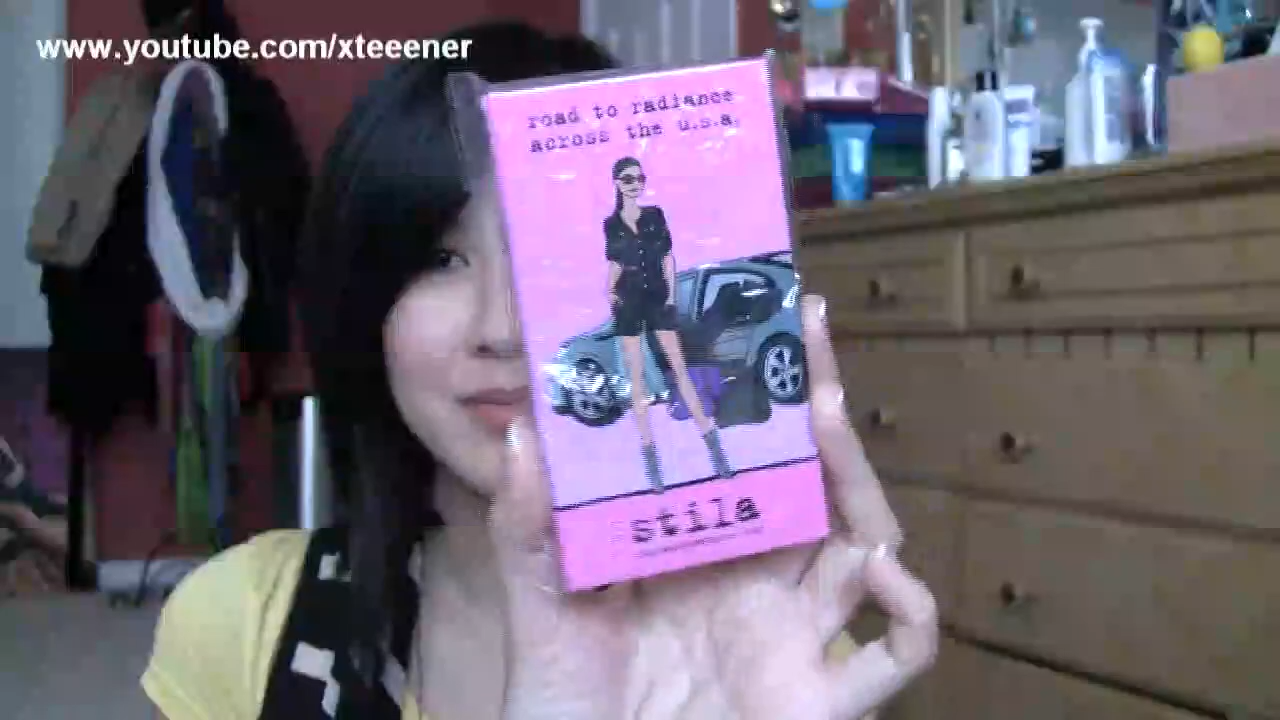 www.youtube.com/xteeener
road to radiance
across the u.s.a.
stila